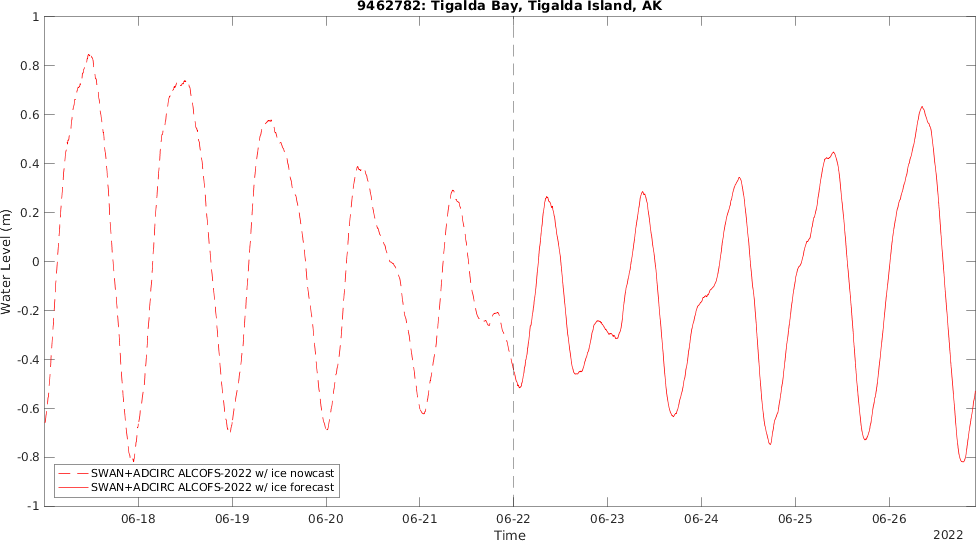 9462782: Tigalda Bay, Tigalda Island, AK
1
0.8
0.6
0.4
0.2
0
-0.2
-0.4
-0.6
-0.8
-1
Water Level (m)
SWAN+ADCIRC ALCOFS-2022 w/ ice nowcast
SWAN+ADCIRC ALCOFS-2022 w/ ice forecast
06-18 06-19 06-20 06-21 06-22 06-23 06-24 06-25 06-26
Time
2022